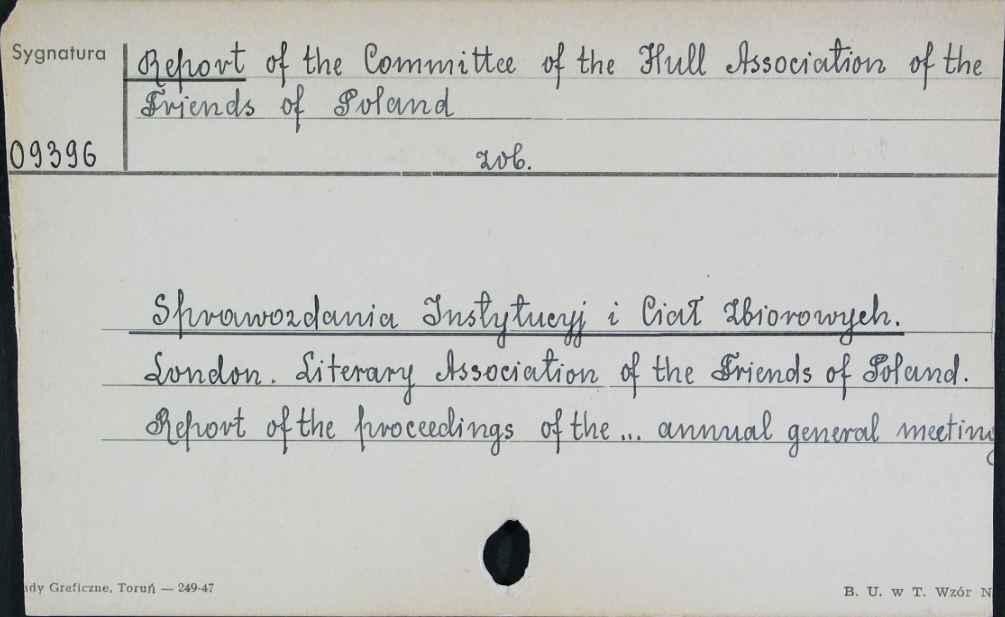 Sygnatura
Report of the Committee of the Hull Association of the
Friends of Poland
09396
zob.
Sprawozdania Instytucyj i Ciał Zbiorowych.
London. Literary Association of the Friends of Poland.
Report of the proceedings of the ... annual general meeting
ady Graficzne, Toruń — 249-47
B. U. w T. Wzór N